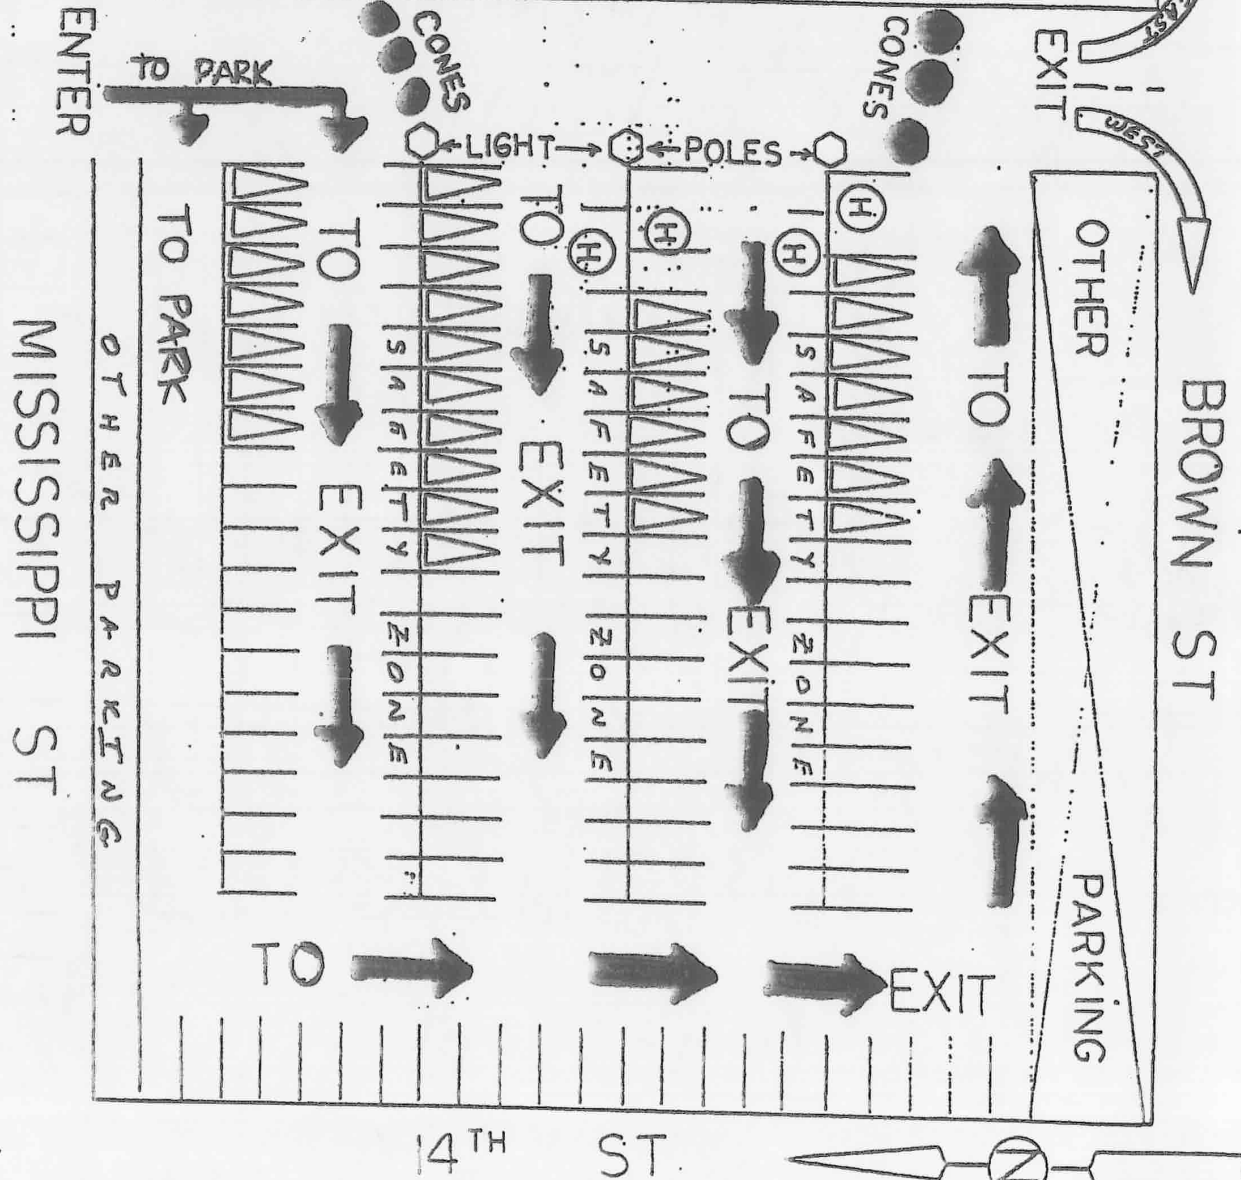 EAST
WEST
EXIT
BROWN ST
CONES
CONES
ENTER
TO PARK
LIGHT
POLES
H
H
H
H
TO PARK
TO EXIT
TO EXIT
TO EXIT
TO EXIT
SAFETY ZONE
SAFETY ZONE
SAFETY ZONE
OTHER PARKING
OTHER PARKING
MISSISSIPPI ST
TO EXIT
14TH ST.
N